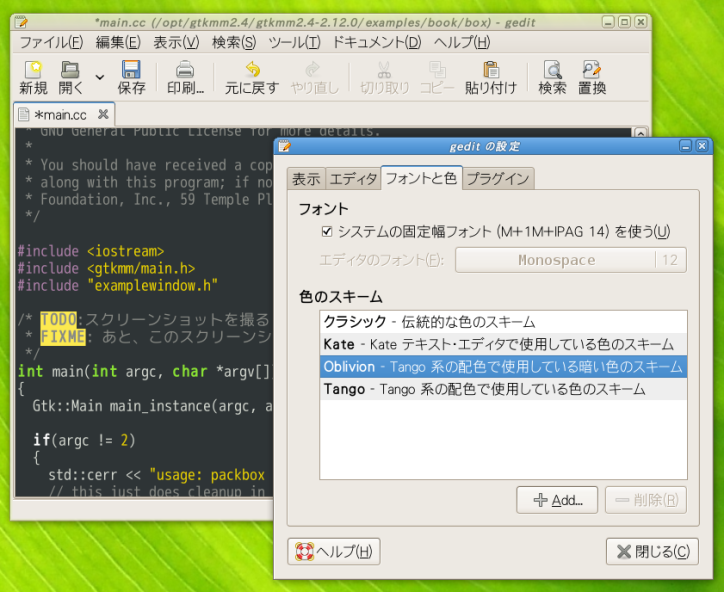 *main.cc (/opt/gtkmm2.4/gtkmm2.4-2.12.0/examples/book/box) - gedit
ファイル(F) 編集(E) 表示(V) 検索(S) ツール(T) ドキュメント(D) ヘルプ(H)
新規 開く 保存 印刷... 元に戻す やり直し 切り取り コピー 貼り付け 検索 置換
*main.cc
* GNU General Public License for more details.
*
* You should have received a cop
* along with this program; if no
* Foundation, Inc., 59 Temple Pl
*/
#include <iostream>
#include <gtkmm/main.h>
#include "examplewindow.h"
/* TODO:スクリーンショットを撮る
* FIXME: あと、このスクリーンシ
*/
int main(int argc, char *argv[]
{
Gtk::Main main_instance(argc, a
if(argc != 2)
{
std::cerr << "usage: packbox
// this just does cleanup in
gedit の設定
表示 エディタ フォントと色 プラグイン
フォント
システムの固定幅フォント (M+1M+IPAG 14) を使う(U)
エディタのフォント(F): Monospace 12
色のスキーム
クラシック - 伝統的な色のスキーム
Kate - Kate テキスト・エディタで使用している色のスキーム
Oblivion - Tango 系の配色で使用している暗い色のスキーム
Tango - Tango 系の配色で使用している色のスキーム
Add... 削除(R)
ヘルプ(H) 閉じる(C)